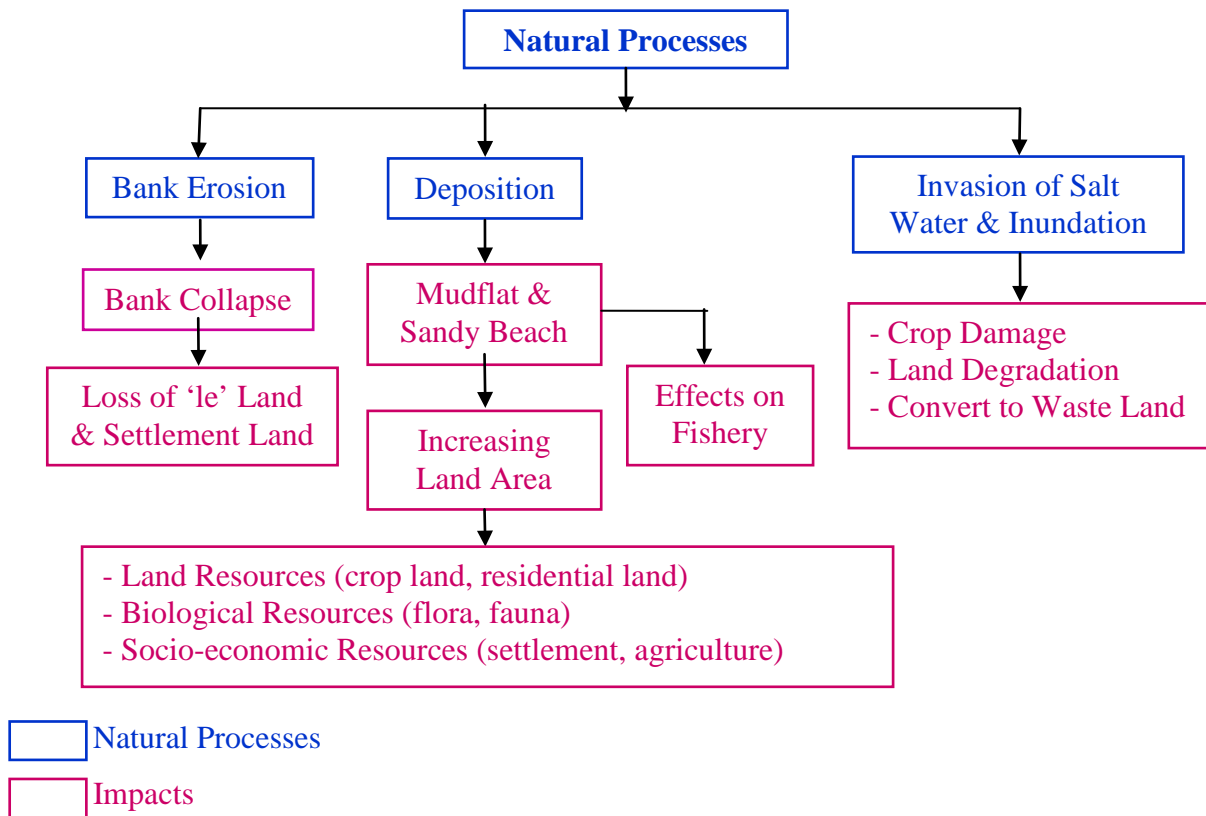 Natural Processes
Bank Erosion
Deposition
Invasion of Salt
Water & Inundation
Bank Collapse
Mudflat &
Sandy Beach
- Crop Damage
- Land Degradation
- Convert to Waste Land
Loss of ‘le’ Land
& Settlement Land
Effects on
Fishery
Increasing
Land Area
- Land Resources (crop land, residential land)
- Biological Resources (flora, fauna)
- Socio-economic Resources (settlement, agriculture)
Natural Processes
Impacts